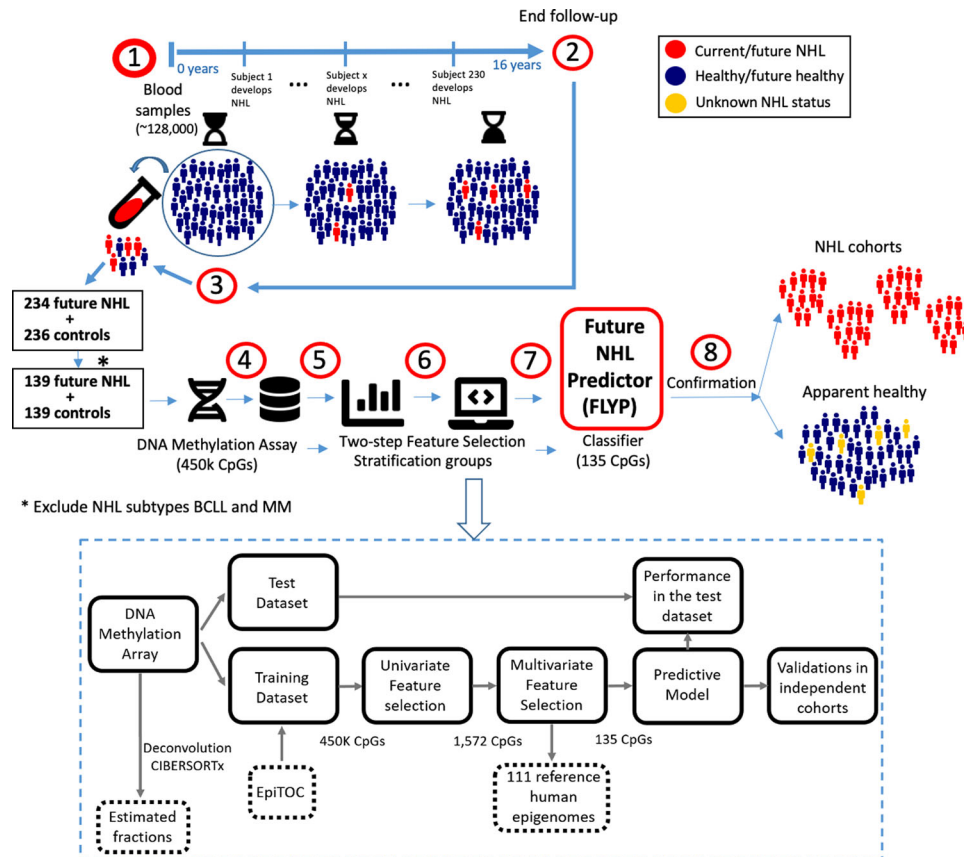 End follow-up
1
2
0 years
16 years
Current/future NHL
Healthy/future healthy
Unknown NHL status
Blood
samples
(~128,000)
Subject 1
develops
NHL
...
Subject x
develops
NHL
...
Subject 230
develops
NHL
3
234 future NHL
+
236 controls
*
139 future NHL
+
139 controls
4
5
6
7
8
DNA Methylation Assay
(450k CpGs)
Two-step Feature Selection
Stratification groups
Future
NHL
Predictor
(FLYP)
Classifier
(135 CpGs)
Confirmation
NHL cohorts
Apparent healthy
* Exclude NHL subtypes BCLL and MM
DNA
Methylation
Array
Test
Dataset
Performance
in the test
dataset
Training
Dataset
Univariate
Feature
selection
Multivariate
Feature
Selection
Predictive
Model
Validations in
independent
cohorts
450K CpGs
1,572 CpGs
135 CpGs
Deconvolution
CIBERSORTx
EpiTOC
111 reference
human
epigenomes
Estimated
fractions